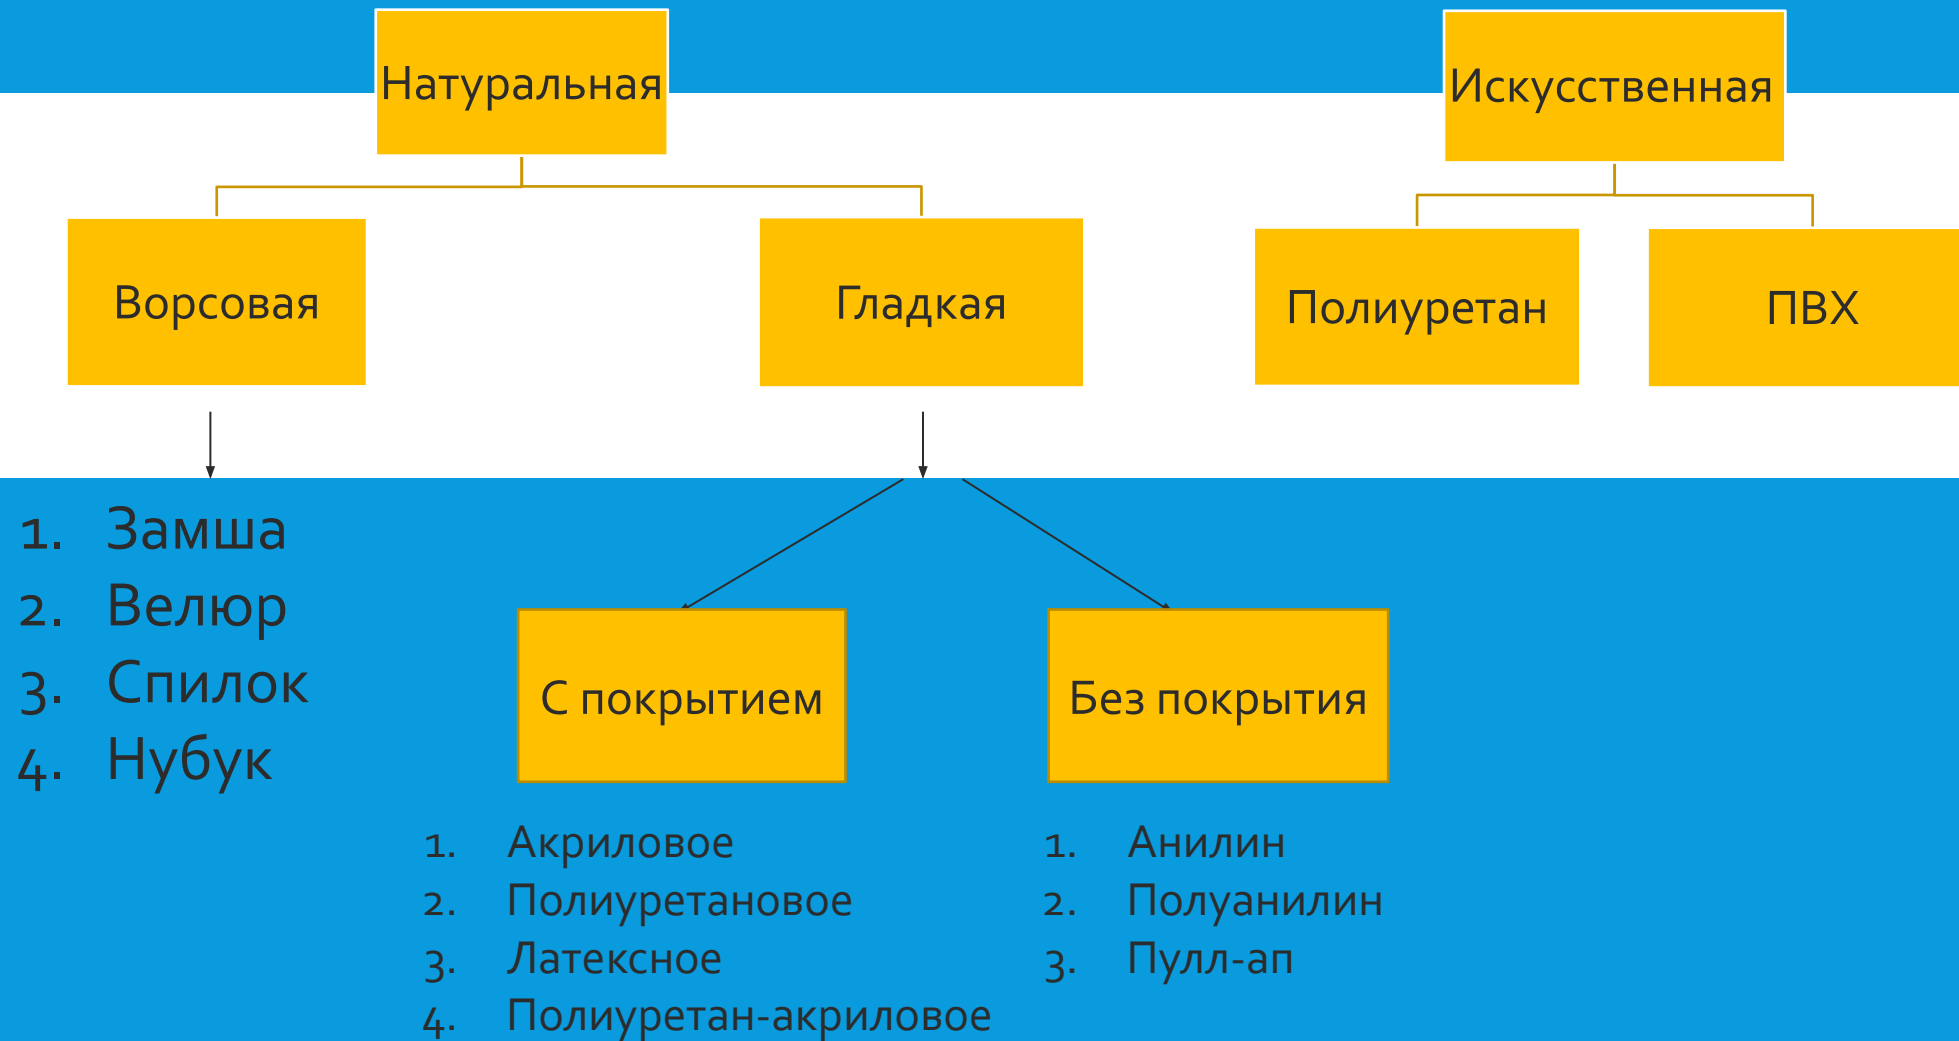 Натуральная
Искусственная
Ворсовая
Гладкая
Полиуретан
ПВХ
1. Замша
2. Велюр
3. Спилок
4. Нубук
С покрытием
Без покрытия
1. Акриловое
2. Полиуретановое
3. Латексное
4. Полиуретан-акриловое
1. Анилин
2. Полуанилин
3. Пулл-ап